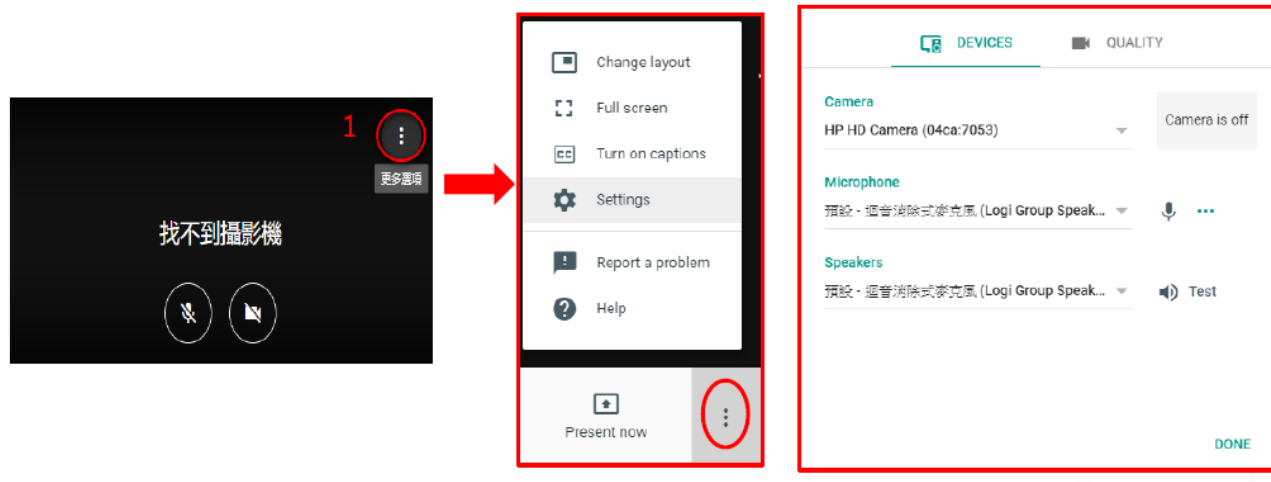 1
更多選項
找不到攝影機
Change layout
Full screen
CC
Turn on captions
Settings
Report a problem
Help
Present now
DEVICES
QUALITY
Camera
HP HD Camera (04ca:7053)
Camera is off
Microphone
預設 - 迴音消除式麥克風 (Logi Group Speak...
Speakers
預設 - 迴音消除式麥克風 (Logi Group Speak...
Test
DONE